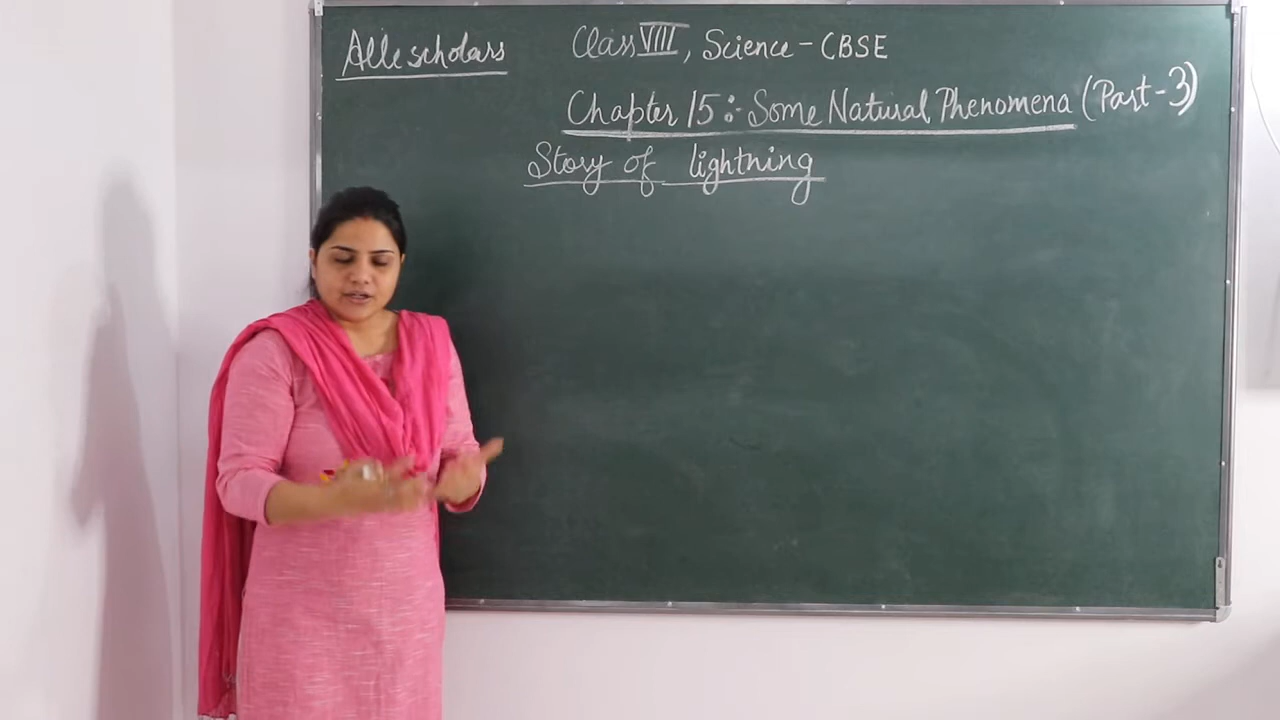 Alle scholars
Class VIII, Science - CBSE
Chapter 15 :- Some Natural Phenomena (Part-3)
Story of lightning